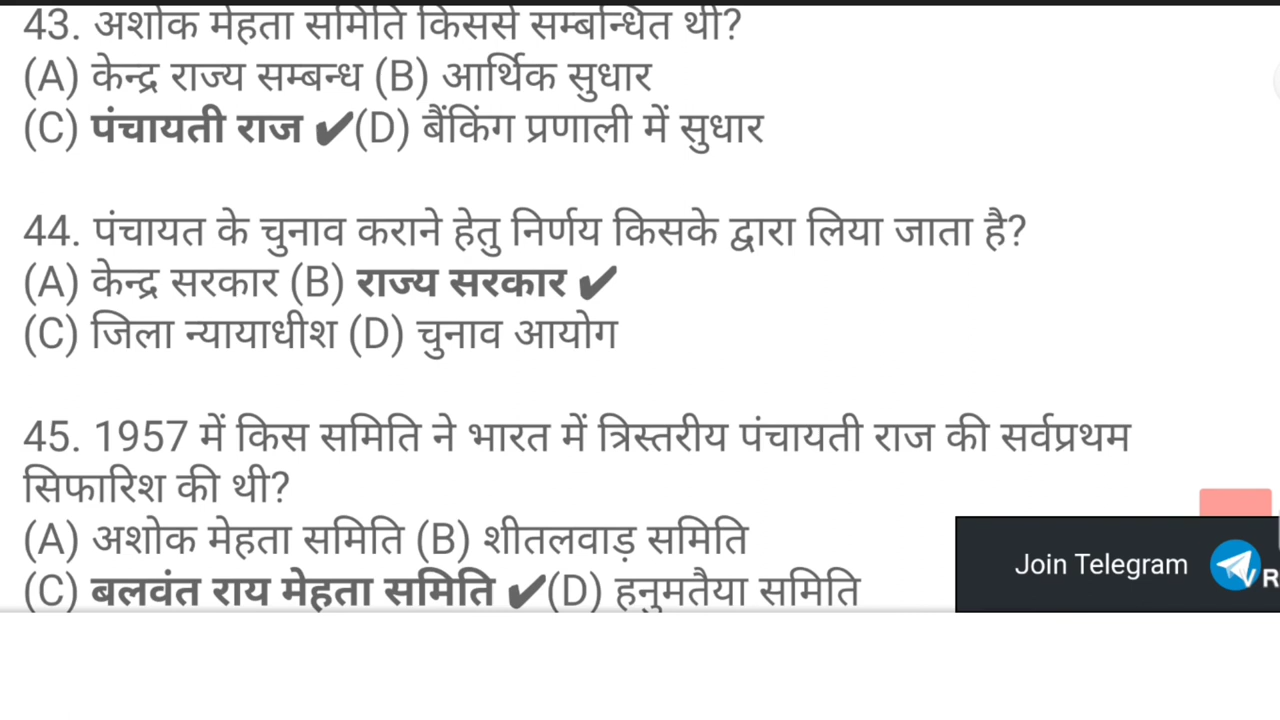 43. अशोक मेहता समिति किससे सम्बन्धित थी?
(A) केन्द्र राज्य सम्बन्ध (B) आर्थिक सुधार
(C) पंचायती राज ✔(D) बैंकिंग प्रणाली में सुधार
44. पंचायत के चुनाव कराने हेतु निर्णय किसके द्वारा लिया जाता है?
(A) केन्द्र सरकार (B) राज्य सरकार ✔
(C) जिला न्यायाधीश (D) चुनाव आयोग
45. 1957 में किस समिति ने भारत में त्रिस्तरीय पंचायती राज की सर्वप्रथम
सिफारिश की थी?
(A) अशोक मेहता समिति (B) शीतलवाड़ समिति
(C) बलवंत राय मेहता समिति ✔(D) हनुमतैया समिति
Join Telegram